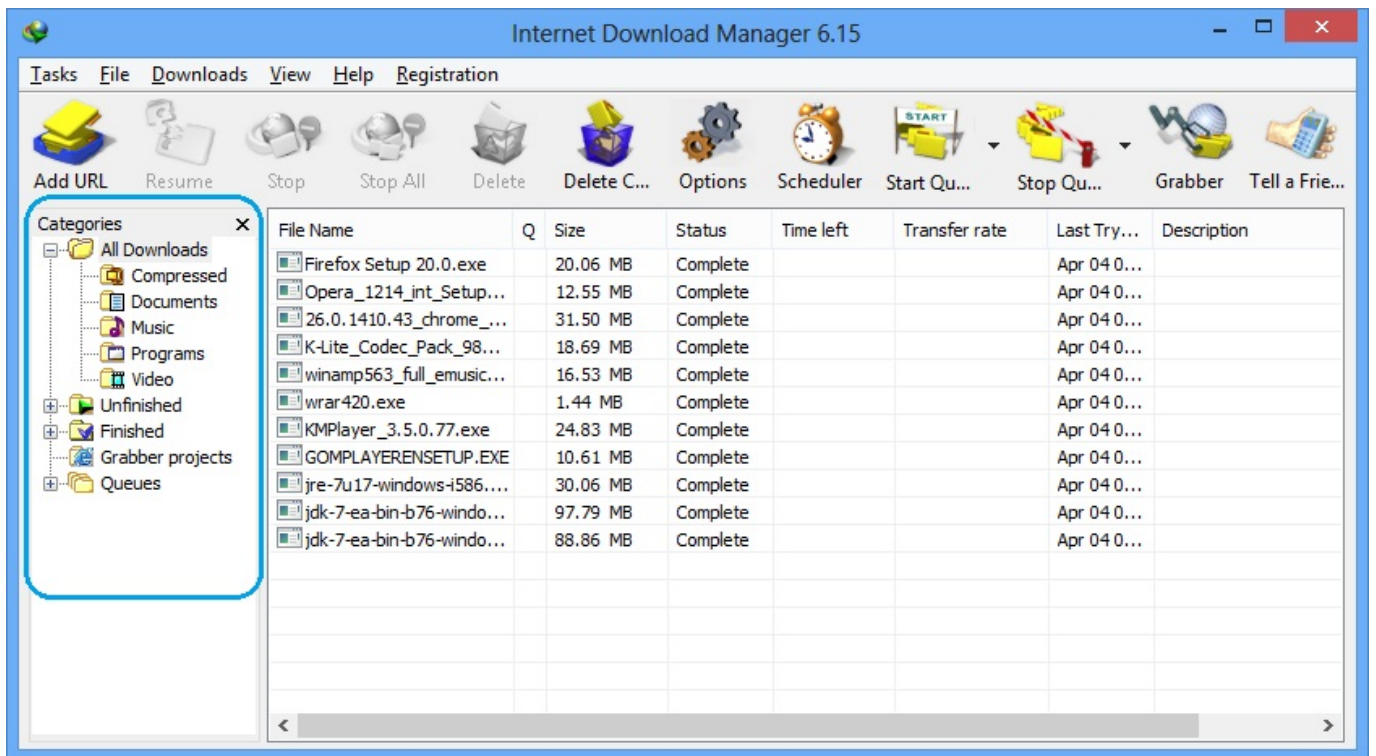 Internet Download Manager 6.15
Tasks File Downloads View Help Registration
START
Add URL Resume Stop Stop All Delete Delete C... Options Scheduler Start Qu... Stop Qu... Grabber Tell a Frie...
Categories
All Downloads
Compressed
Documents
Music
Programs
Video
Unfinished
Finished
Grabber projects
Queues
File Name Q Size Status Time left Transfer rate Last Try... Description
Firefox Setup 20.0.exe 20.06 MB Complete Apr 04 0...
Opera_1214_int_Setup... 12.55 MB Complete Apr 04 0...
26.0.1410.43_chrome_... 31.50 MB Complete Apr 04 0...
K-Lite_Codec_Pack_98... 18.69 MB Complete Apr 04 0...
winamp563_full_emusic... 16.53 MB Complete Apr 04 0...
wrar420.exe 1.44 MB Complete Apr 04 0...
KMPlayer_3.5.0.77.exe 24.83 MB Complete Apr 04 0...
GOMPLAYERENSETUP.EXE 10.61 MB Complete Apr 04 0...
jre-7u17-windows-i586.... 30.06 MB Complete Apr 04 0...
jdk-7-ea-bin-b76-windo... 97.79 MB Complete Apr 04 0...
jdk-7-ea-bin-b76-windo... 88.86 MB Complete Apr 04 0...